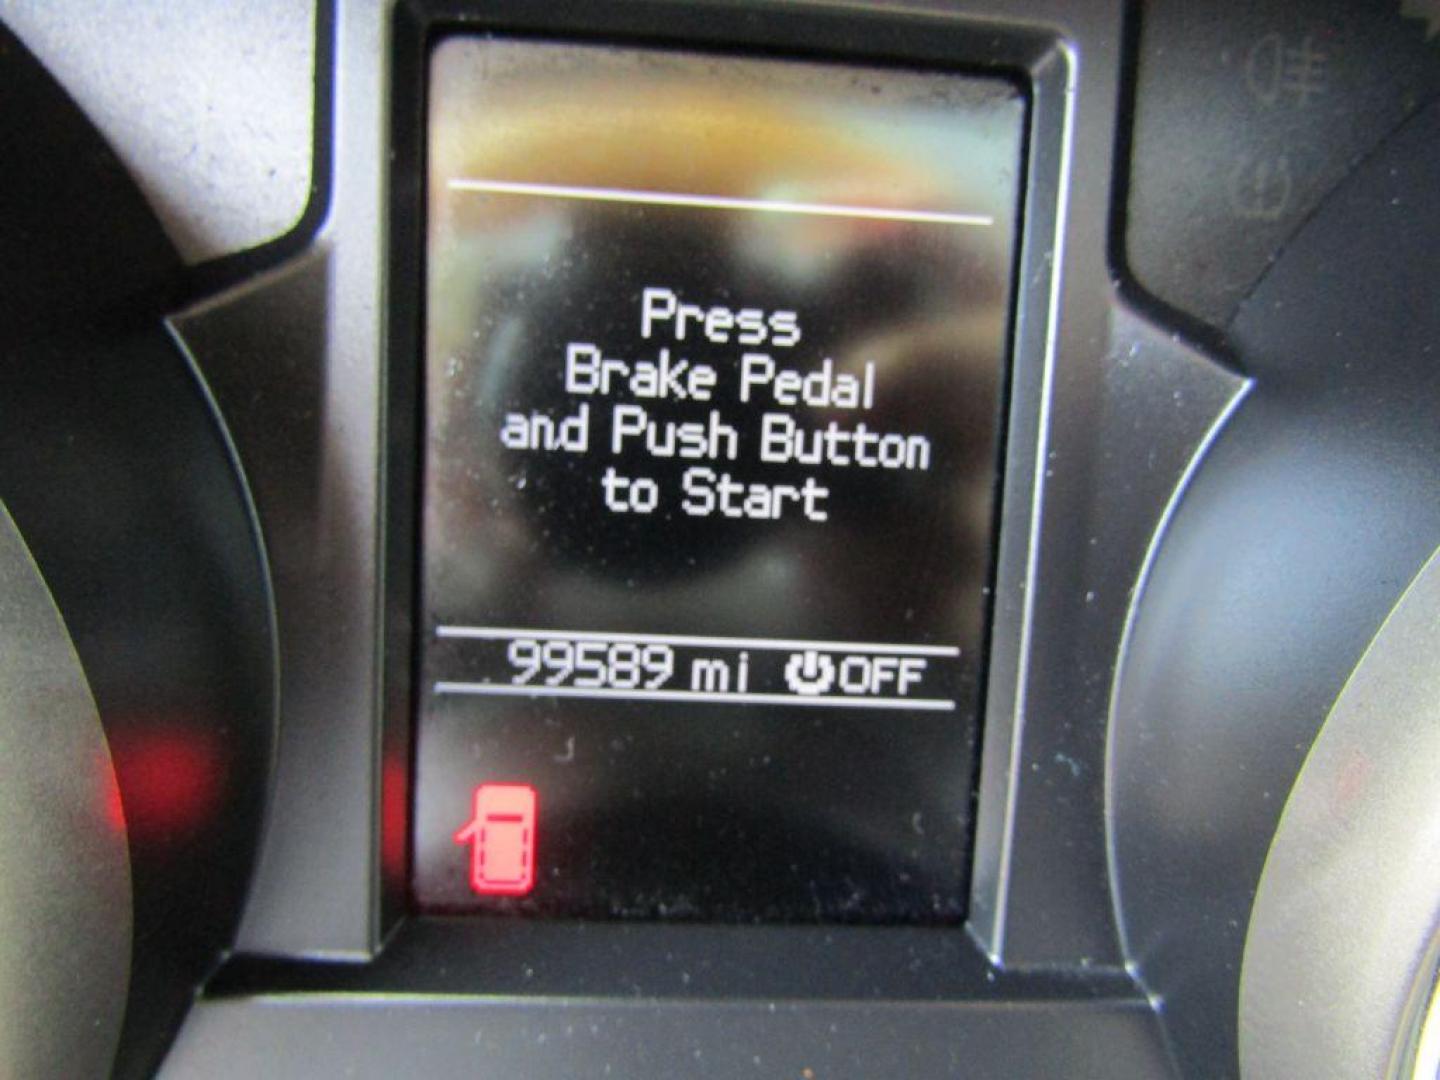 Press
Brake Pedal
and Push Button
to Start
99589 mi OFF